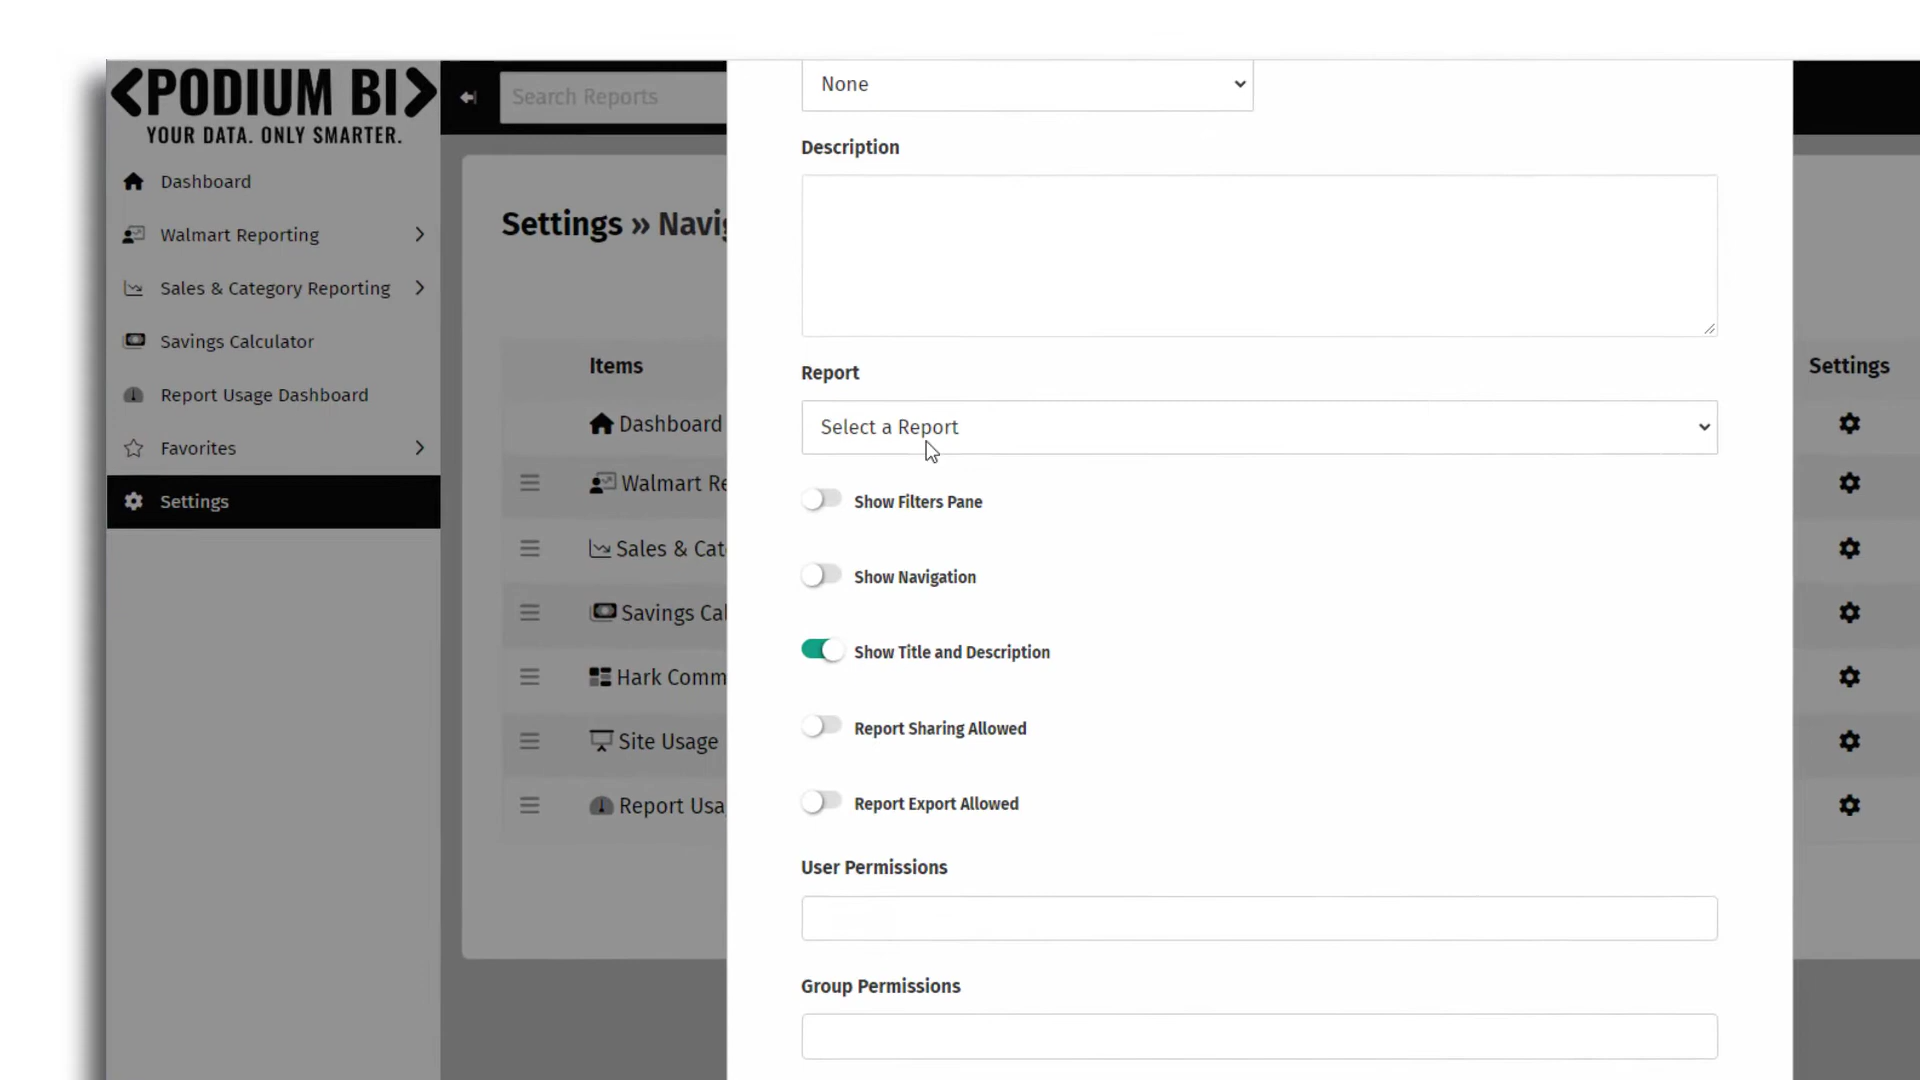 PODIUM BI
YOUR DATA. ONLY SMARTER.
Dashboard
Walmart Reporting
Sales & Category Reporting
Savings Calculator
Report Usage Dashboard
Favorites
Settings
Search Reports
Settings » Navig
Items
Dashboard
Walmart Re
Sales & Cat
Savings Cal
Hark Comm
Site Usage
Report Usa
None
Description
Report
Select a Report
Show Filters Pane
Show Navigation
Show Title and Description
Report Sharing Allowed
Report Export Allowed
User Permissions
Group Permissions
Settings